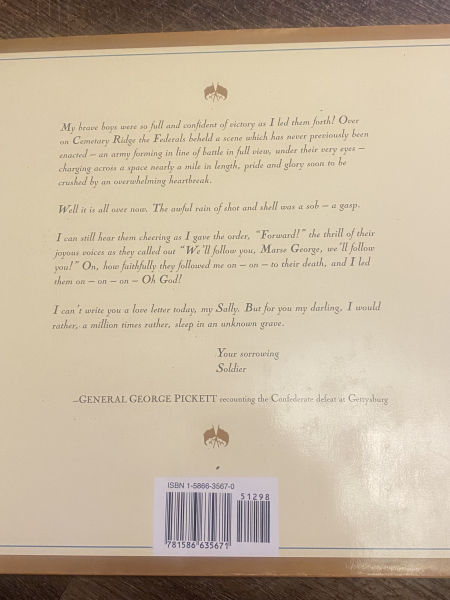 My brave boys were so full and confident of victory as I led them forth! Over
on Cemetary Ridge the Federals beheld a scene which has never previously been
enacted – an army forming in line of battle in full view, under their very eyes –
charging across a space nearly a mile in length, pride and glory soon to be
crushed by an overwhelming heartbreak.
Well it is all over now. The awful rain of shot and shell was a sob – a gasp.
I can still hear them cheering as I gave the order, "Forward!" the thrill of their
joyous voices as they called out "We'll follow you, Marse George, we'll follow
you!" On, how faithfully they followed me on – on – to their death, and I led
them on – on – on – Oh God!
I can't write you a love letter today, my Sally. But for you my darling, I would
rather, a million times rather, sleep in an unknown grave.
Your sorrowing
Soldier
–GENERAL GEORGE PICKETT recounting the Confederate defeat at Gettysburg
ISBN 1-5866-3567-0
51298
9781586635671